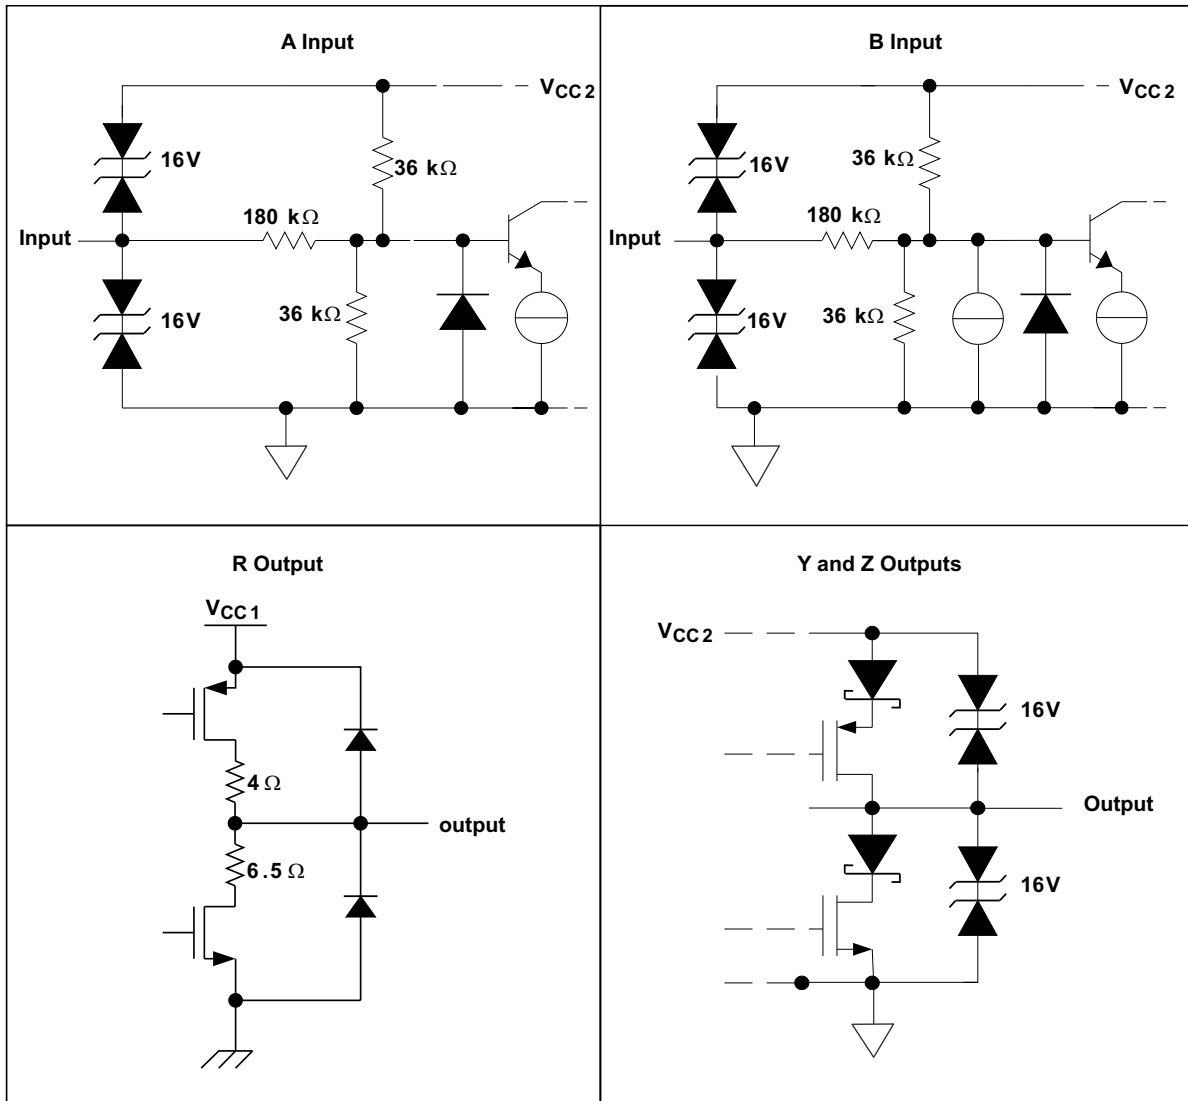 A Input
VCC 2
16V
36 kΩ
180 kΩ
Input
16V
36 kΩ
B Input
VCC 2
16V
36 kΩ
180 kΩ
Input
16V
36 kΩ
R Output
VCC 1
4 Ω
output
6.5 Ω
Y and Z Outputs
VCC 2
16V
Output
16V